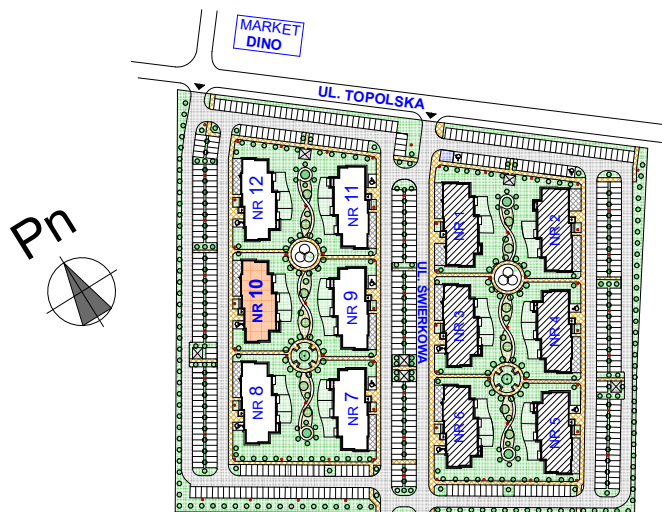 MARKET
DINO
UL. TOPOLSKA
Pn
NR 12
NR 11
NR 1
NR 2
NR 10
NR 9
UL. ŚWIERKOWA
NR 3
NR 4
NR 8
NR 7
NR 6
NR 5